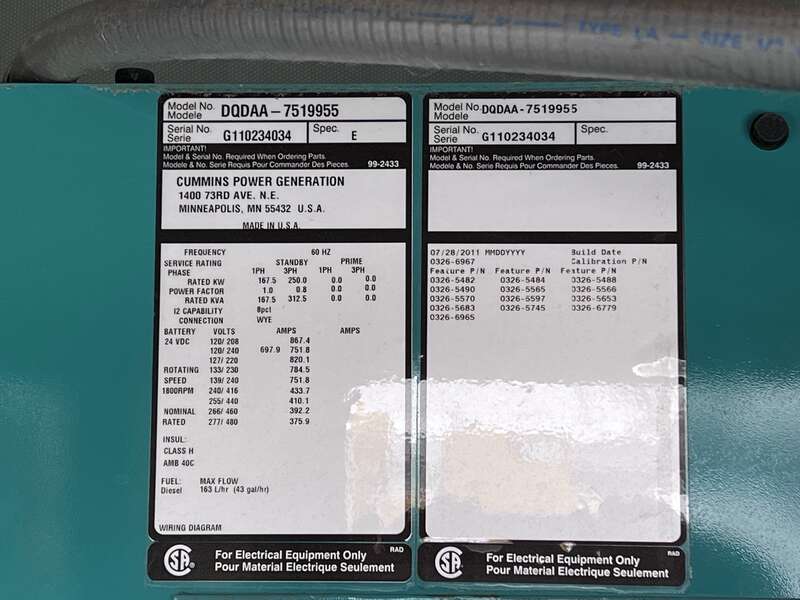 TYPE LA — SIZE
Model No. DQDAA-7519955
Modele
Serial No. G110234034 Spec. E
Serie
IMPORTANT!
Model & Serial No. Required When Ordering Parts.
Modele & No. Serie Requis Pour Commander Des Pieces. 99-2433
CUMMINS POWER GENERATION
1400 73RD AVE. N.E.
MINNEAPOLIS, MN 55432 U.S.A.
MADE IN U.S.A.
FREQUENCY 60 HZ
SERVICE RATING STANDBY PRIME
PHASE 1PH 3PH 1PH 3PH
RATED KW 167.5 250.0 0.0 0.0
POWER FACTOR 1.0 0.8 0.0 0.0
RATED KVA 167.5 312.5 0.0 0.0
I2 CAPABILITY 8pct
CONNECTION WYE
BATTERY VOLTS AMPS AMPS
24 VDC 120/ 208 867.4
120/ 240 697.9 751.8
127/ 220 820.1
ROTATING 133/ 230 784.5
SPEED 139/ 240 751.8
1800RPM 240/ 416 433.7
255/ 440 410.1
NOMINAL 266/ 460 392.2
RATED 277/ 480 375.9
INSUL:
CLASS H
AMB 40C
FUEL: MAX FLOW
Diesel 163 L/hr (43 gal/hr)
WIRING DIAGRAM
RAD
SA
For Electrical Equipment Only
Pour Material Electrique Seulement
Model No. DQDAA-7519955
Modele
Serial No. G110234034 Spec.
Serie
IMPORTANT!
Model & Serial No. Required When Ordering Parts.
Modele & No. Serie Requis Pour Commander Des Pieces. 99-2433
07/28/2011 MMDDYYYY Build Date
0326-6967 Calibration P/N
Feature P/N Feature P/N Feature P/N
0326-5482 0326-5484 0326-5488
0326-5490 0326-5565 0326-5566
0326-5570 0326-5597 0326-5653
0326-5683 0326-5745 0326-6779
0326-6965
RAD
SA
For Electrical Equipment Only
Pour Material Electrique Seulement